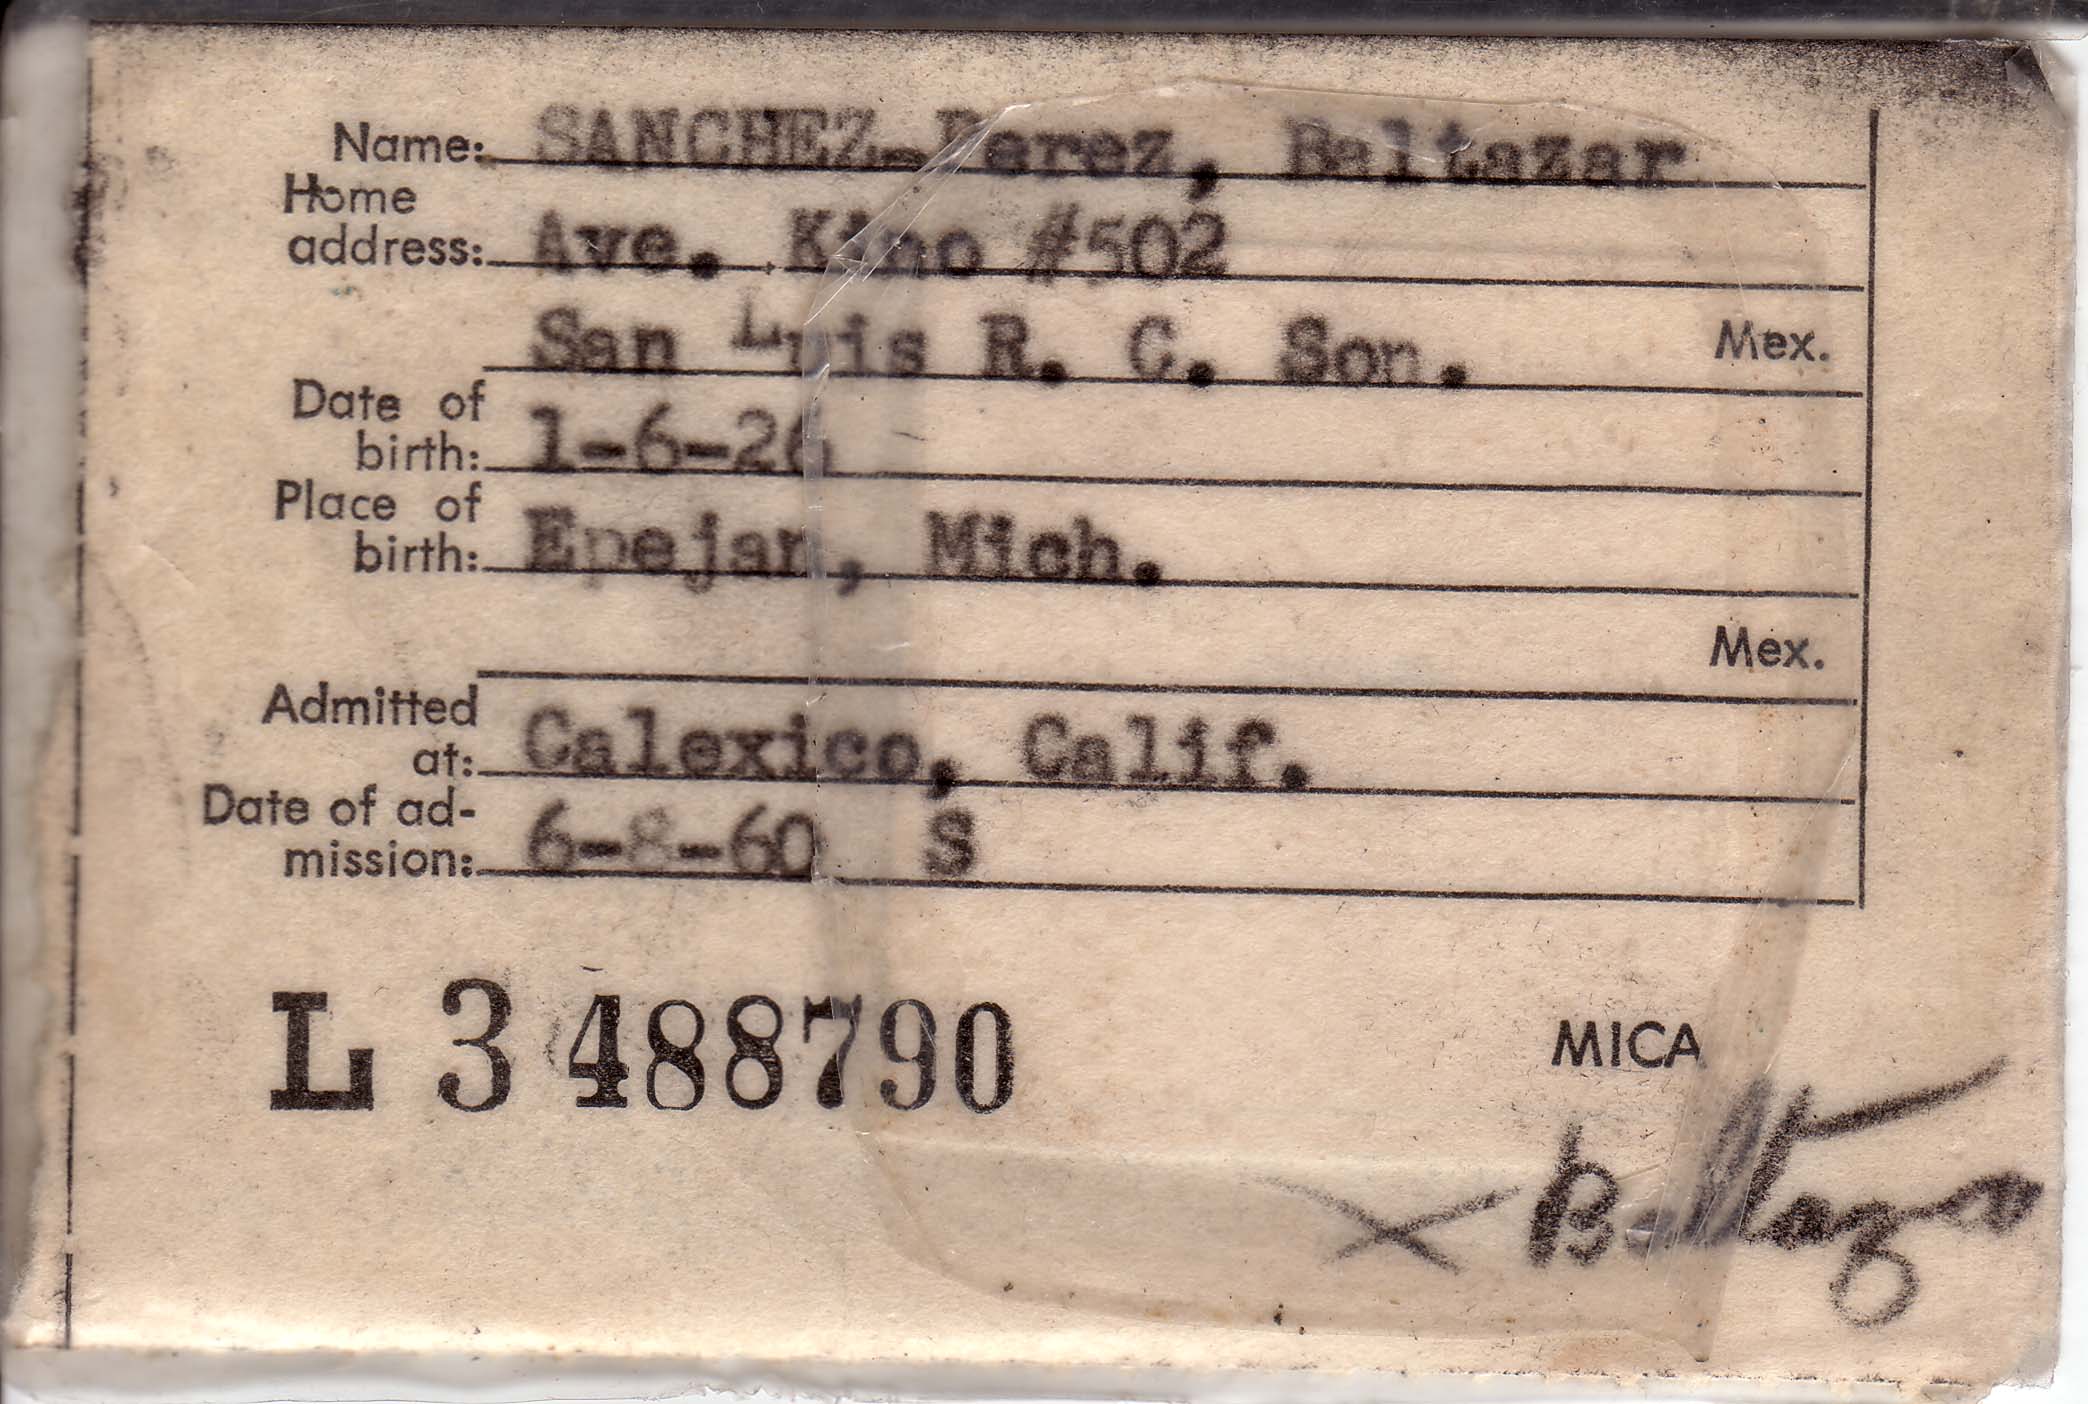 Name: SANCHEZ-Perez, Baltazar
Home
address: Ave. Kino #502
San Luis R. C. Son. Mex.
Date of
birth: 1-6-26
Place of
birth: Epejan, Mich.
Mex.
Admitted
at: Calexico, Calif.
Date of ad-
mission: 6-8-60 S
L 3488790
MICA
X Baltazar